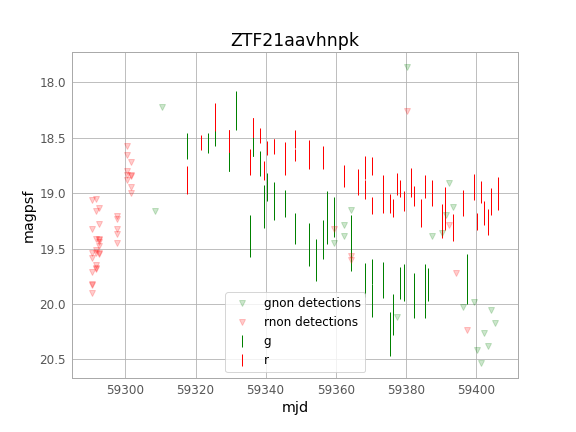 ZTF21aavhnpk
18.0
18.5
19.0
19.5
20.0
20.5
magpsf
gnon detections
rnon detections
g
r
59300 59320 59340 59360 59380 59400
mjd